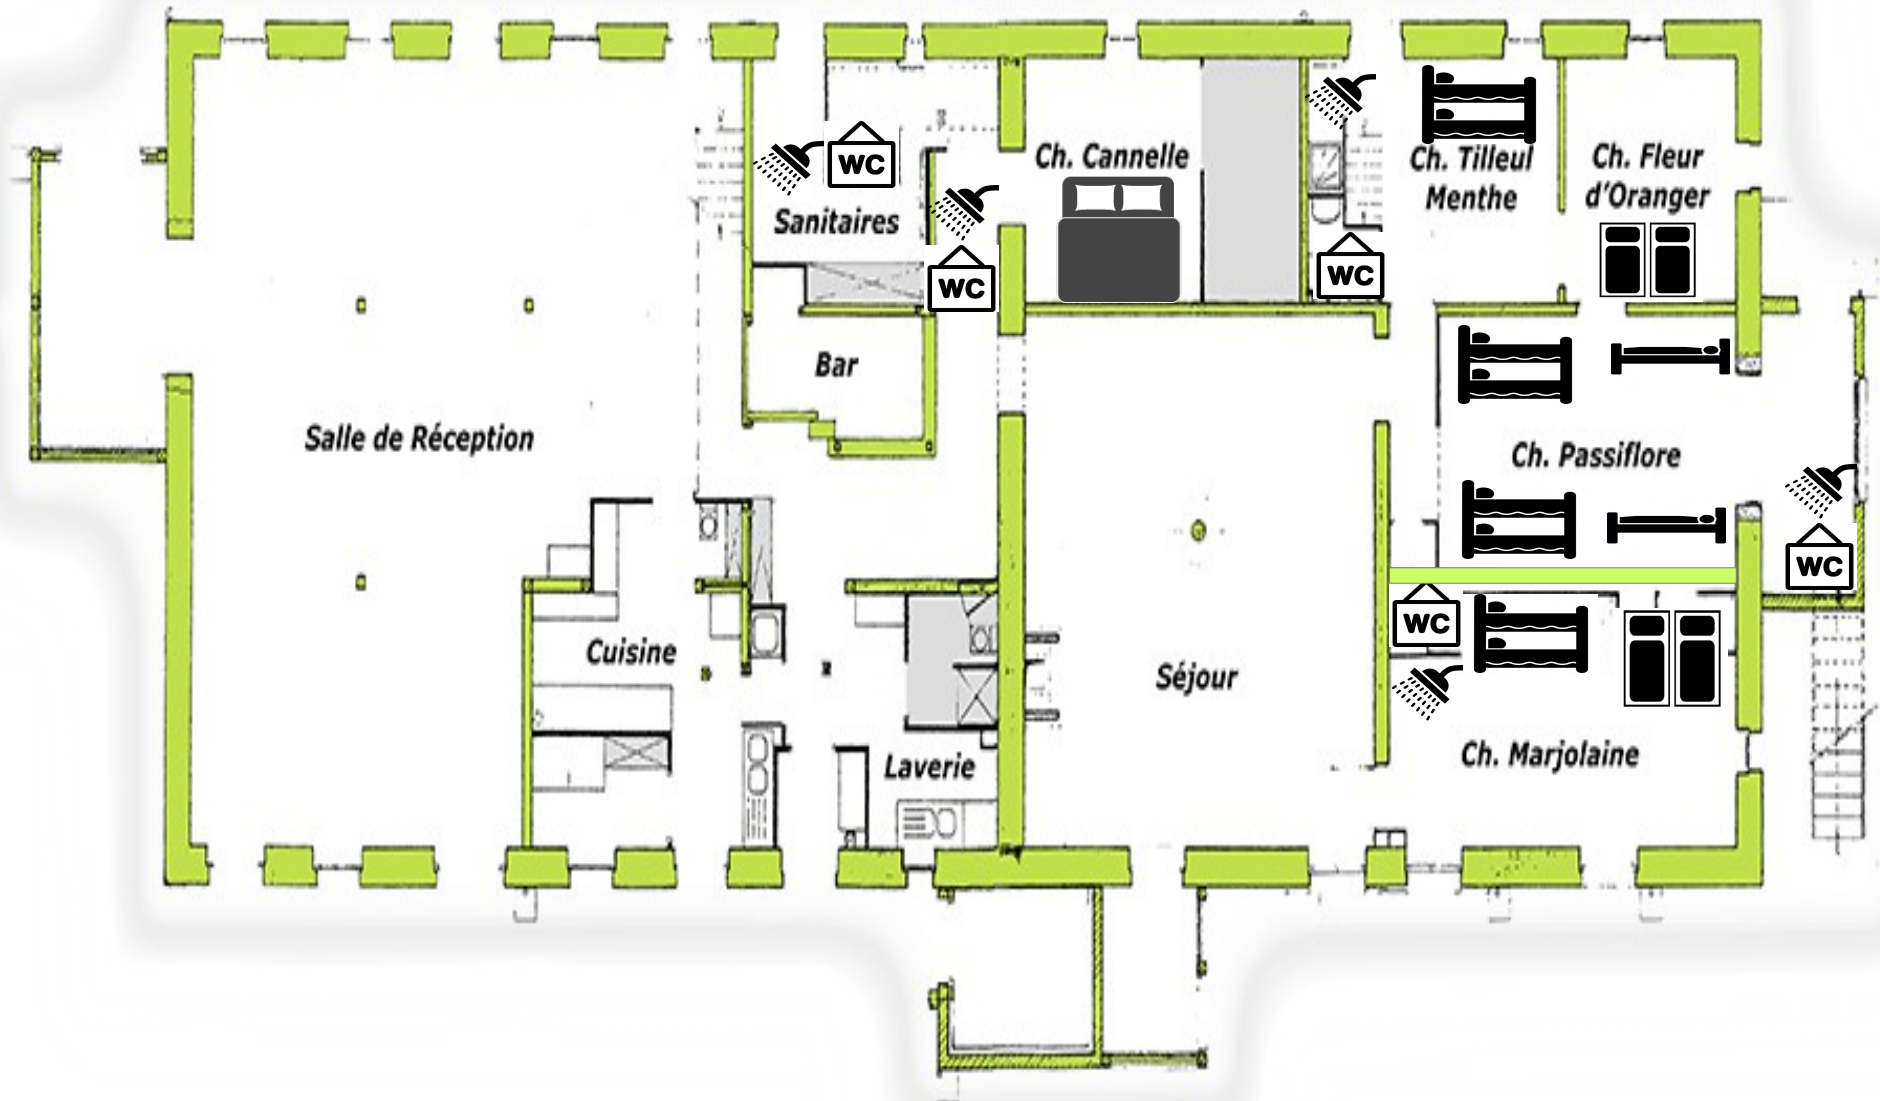 WC
Sanitaires
WC
Ch. Cannelle
WC
Ch. Tilleul
Menthe
Ch. Fleur
d'Oranger
Bar
Salle de Réception
Ch. Passiflore
WC
Cuisine
Séjour
WC
Laverie
Ch. Marjolaine